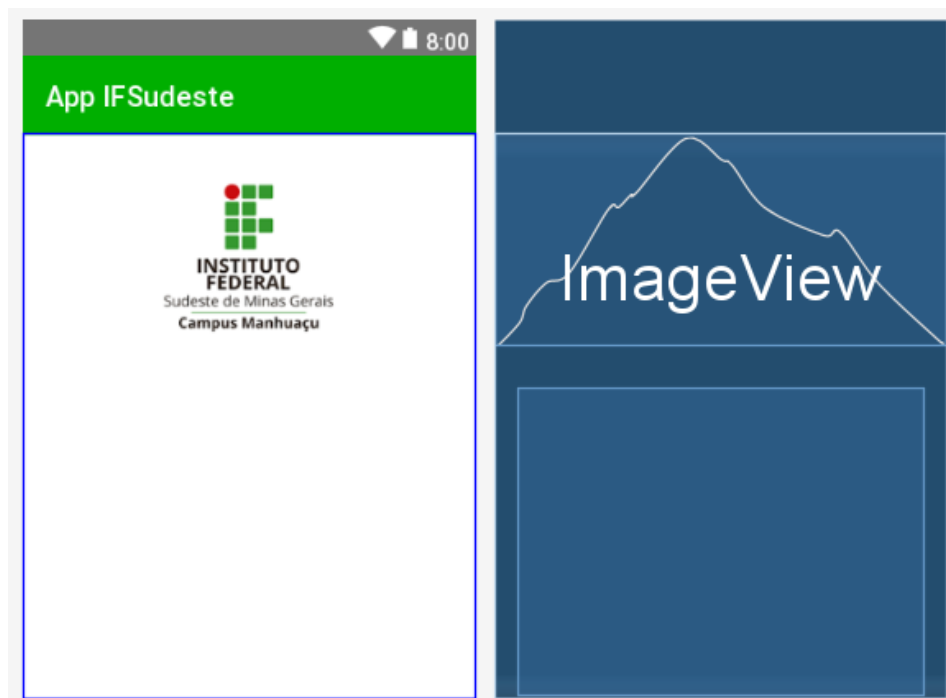 8:00
App IFSudeste
INSTITUTO
FEDERAL
Sudeste de Minas Gerais
Campus Manhuaçu
ImageView